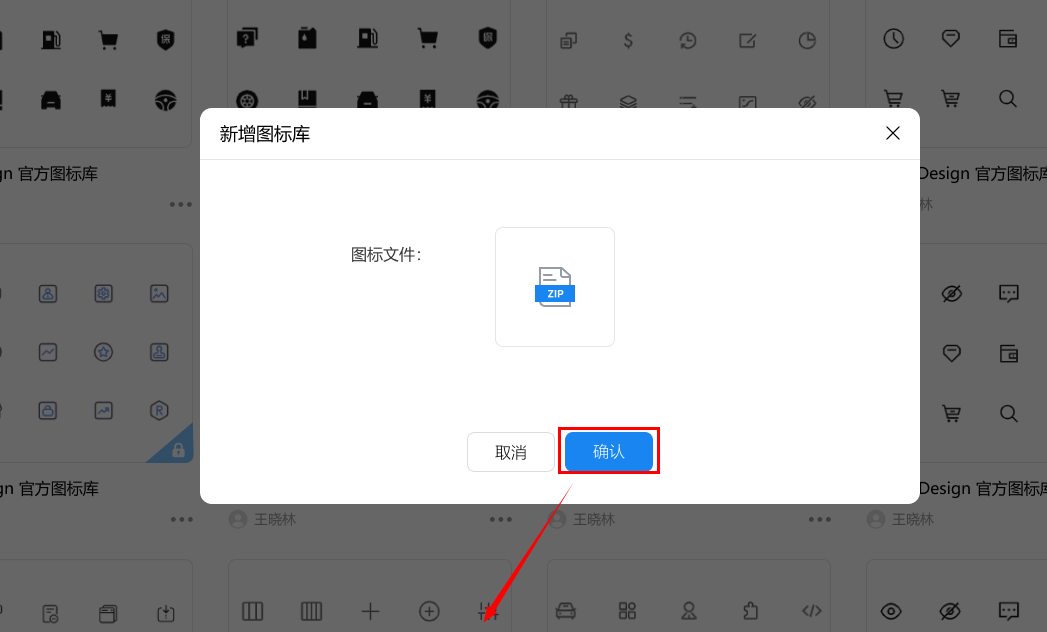 新增图标库
gn 官方图标库
Design 官方图标库
林
图标文件：
ZIP
取消
确认
gn 官方图标库
Design 官方图标库
王晓林
王晓林
王晓林